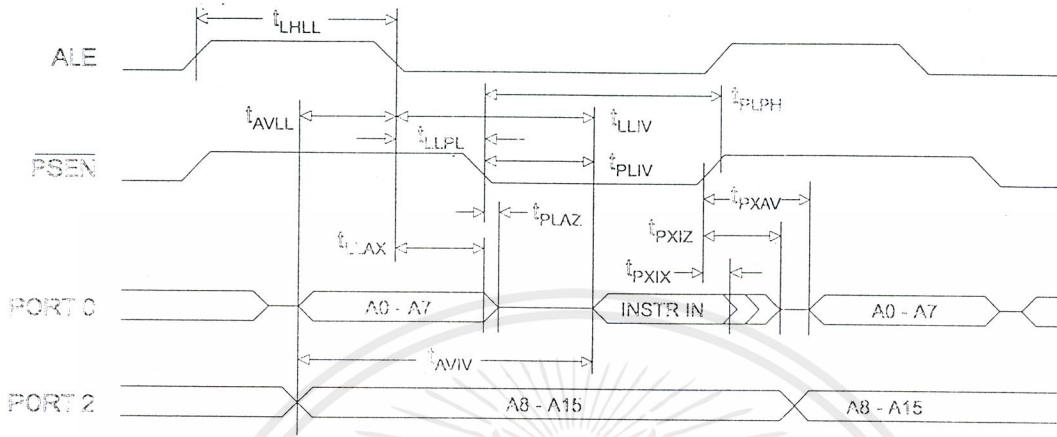 tLHLL
ALE
tPLPH
tAVLL
tLLIV
tLLPL
PSEN
tPLIV
tPXAV
tPLAZ
tLLAX
tPXIZ
tPXIX
PORT 0
A0 - A7
INSTR IN
A0 - A7
tAVIV
PORT 2
A8 - A15
A8 - A15